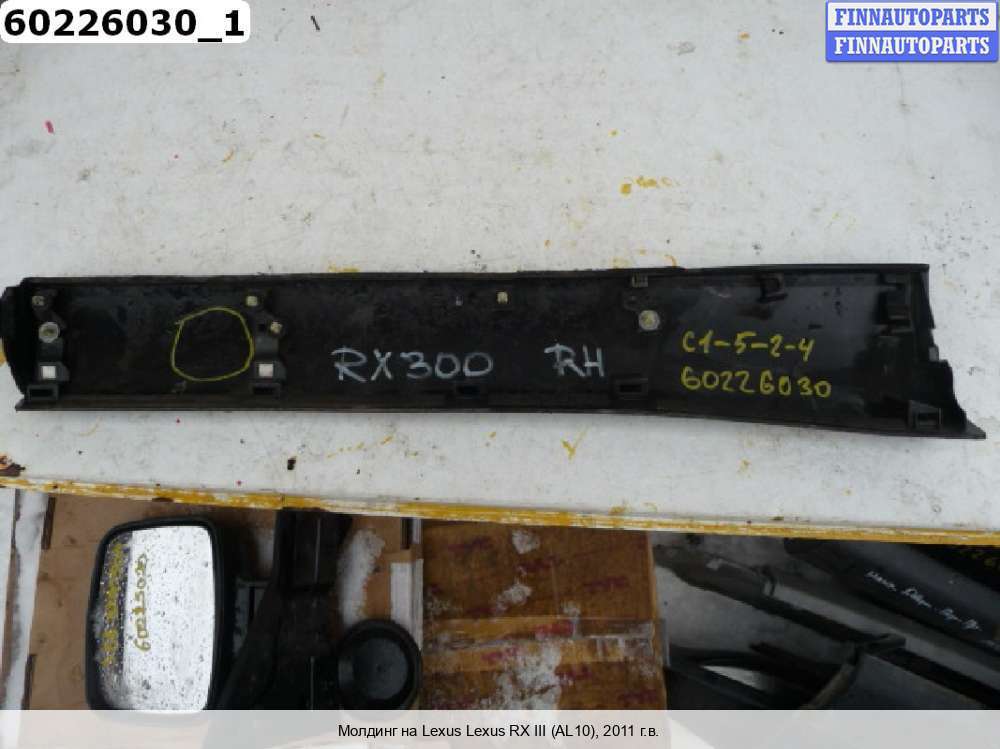 60226030_1
FINNAUTOPARTS
FINNAUTOPARTS
RX300 RH
C1-5-2-4
60226030
Молдинг на Lexus Lexus RX III (AL10), 2011 г.в.